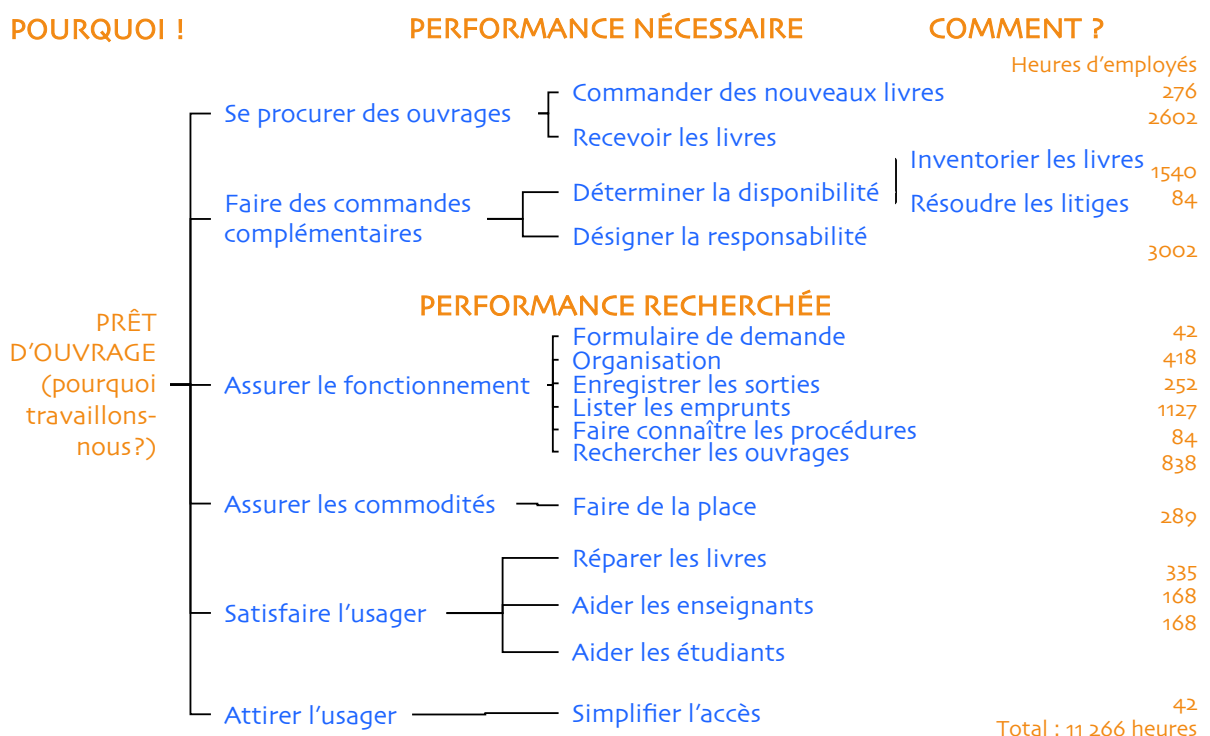 POURQUOI !
PERFORMANCE NÉCESSAIRE
COMMENT ?
Heures d'employés
Se procurer des ouvrages
Commander des nouveaux livres
276
2602
Recevoir les livres
Faire des commandes
complémentaires
Déterminer la disponibilité
Inventorier les livres
1540
Résoudre les litiges
84
Désigner la responsabilité
3002
PERFORMANCE RECHERCHÉE
PRÊT
D'OUVRAGE
(pourquoi
travaillons-
nous?)
Assurer le fonctionnement
Formulaire de demande
42
Organisation
418
Enregistrer les sorties
252
Lister les emprunts
1127
Faire connaître les procédures
84
Rechercher les ouvrages
838
Assurer les commodités
Faire de la place
289
Satisfaire l'usager
Réparer les livres
335
Aider les enseignants
168
168
Aider les étudiants
Attirer l'usager
Simplifier l'accès
42
Total : 11 266 heures